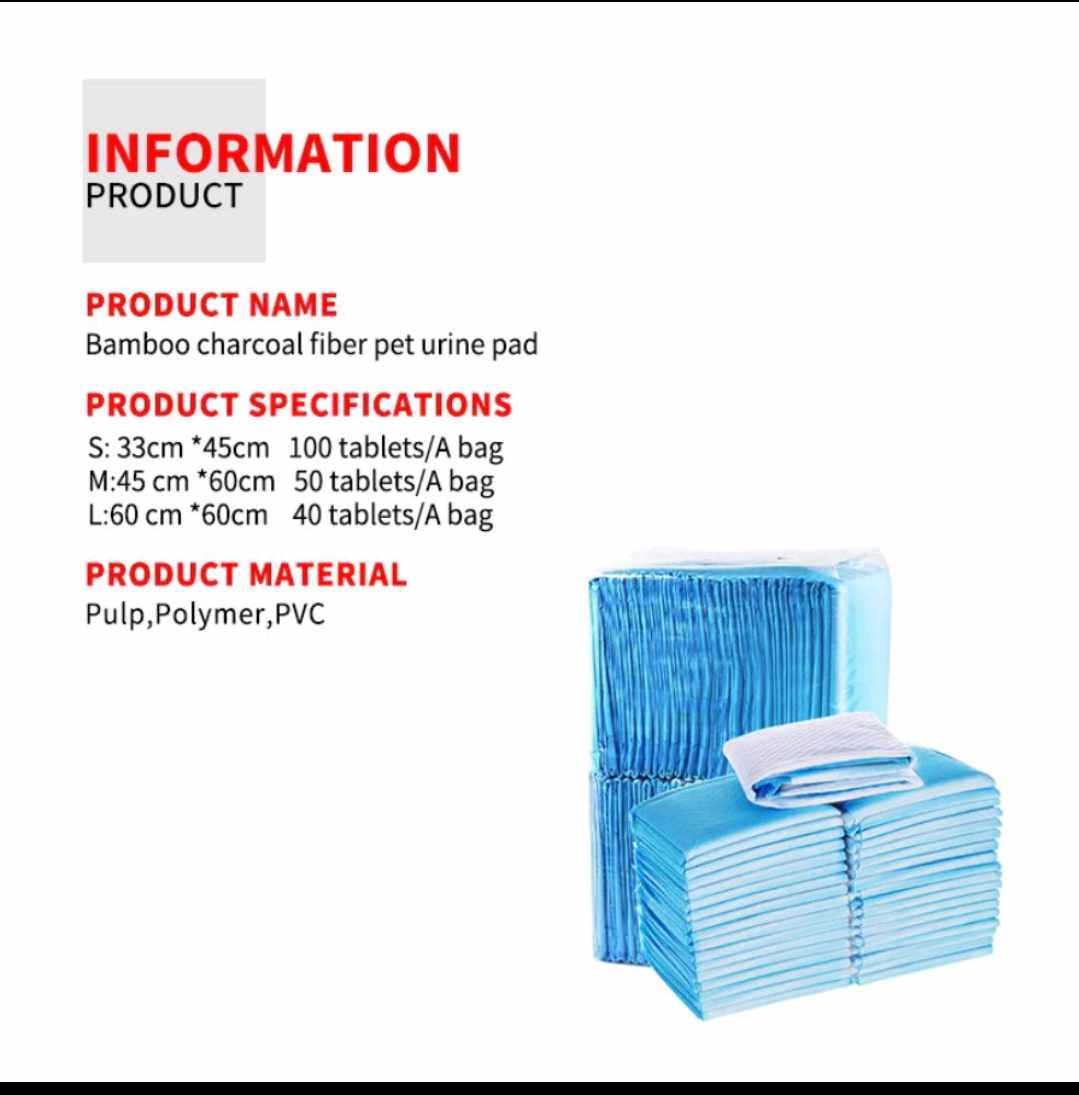 INFORMATION
PRODUCT
PRODUCT NAME
Bamboo charcoal fiber pet urine pad
PRODUCT SPECIFICATIONS
S: 33cm *45cm 100 tablets/A bag
M:45 cm *60cm 50 tablets/A bag
L:60 cm *60cm 40 tablets/A bag
PRODUCT MATERIAL
Pulp,Polymer,PVC